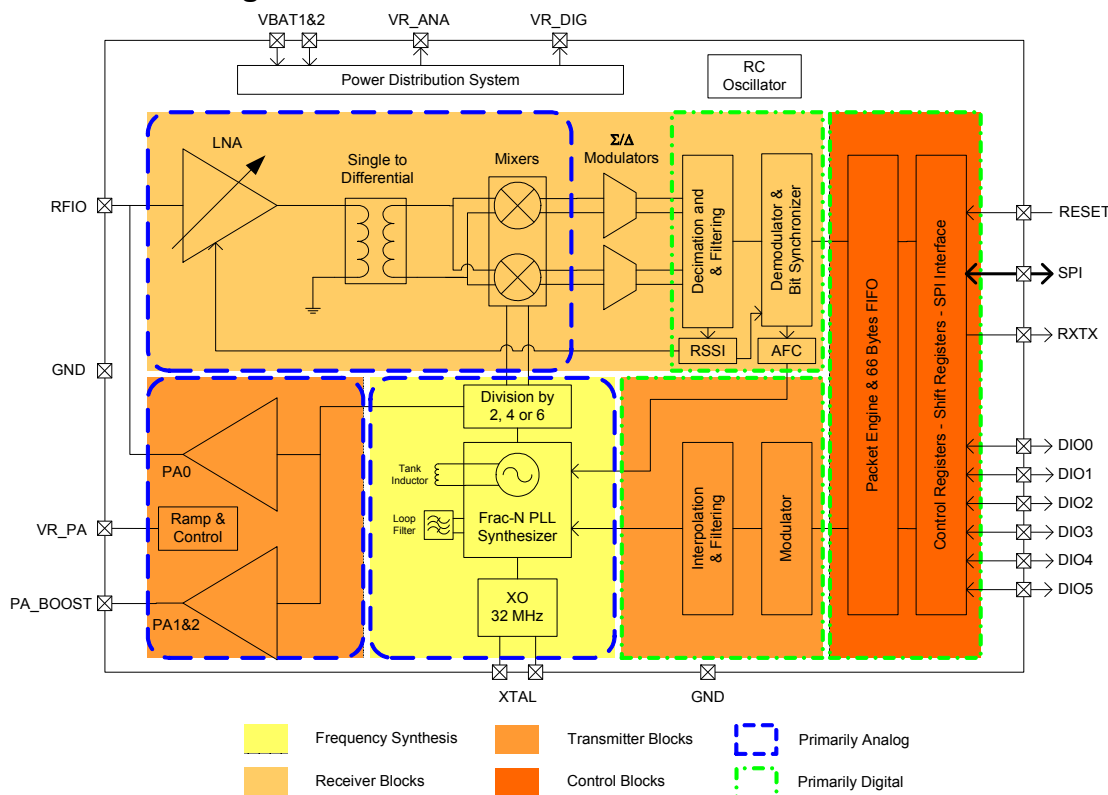 VBAT1&2
VR_ANA
VR_DIG
Power Distribution System
RC
Oscillator
LNA
Single to
Differential
Mixers
Σ/Δ
Modulators
RFIO
Decimation and
& Filtering
Demodulator &
Bit Synchronizer
Packet Engine & 66 Bytes FIFO
Control Registers - Shift Registers - SPI Interface
RESET
SPI
RXTX
RSSI
AFC
GND
Division by
2, 4 or 6
PA0
Tank
Inductor
Loop
Filter
Frac-N PLL
Synthesizer
Interpolation
& Filtering
Modulator
DIO0
DIO1
DIO2
DIO3
DIO4
DIO5
VR_PA
Ramp &
Control
PA_BOOST
PA1&2
XO
32 MHz
XTAL
GND
Frequency Synthesis
Transmitter Blocks
Primarily Analog
Receiver Blocks
Control Blocks
Primarily Digital